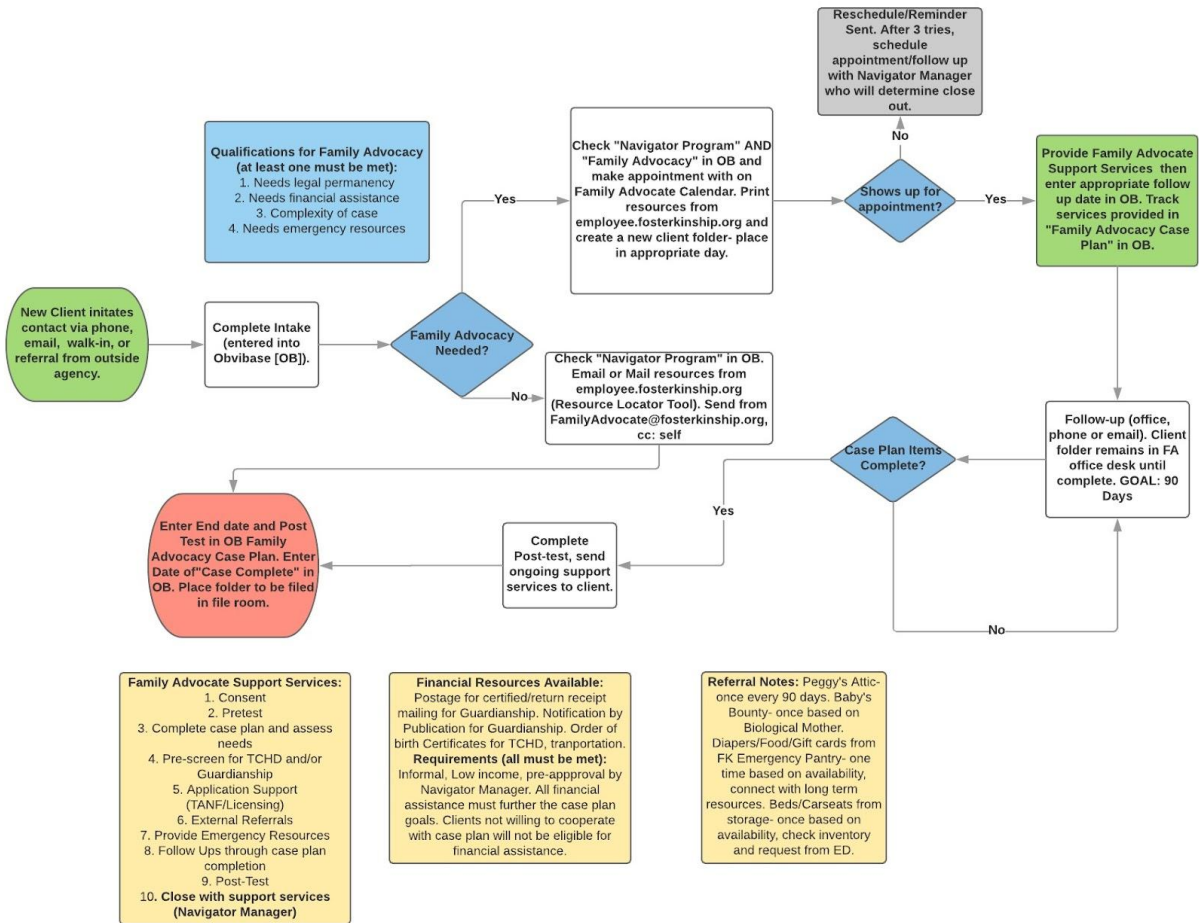 Reschedule/Reminder
Sent. After 3 tries,
schedule
appointment/follow up
with Navigator Manager
who will determine close
out.
No
Qualifications for Family Advocacy
(at least one must be met):
1. Needs legal permanency
2. Needs financial assistance
3. Complexity of case
4. Needs emergency resources
Yes
Check "Navigator Program" AND
"Family Advocacy" in OB and
make appointment with on
Family Advocate Calendar. Print
resources from
employee.fosterkinship.org and
create a new client folder- place
in appropriate day.
Shows up for
appointment?
Yes
Provide Family Advocate
Support Services then
enter appropriate follow
up date in OB. Track
services provided in
"Family Advocacy Case
Plan" in OB.
New Client initates
contact via phone,
email, walk-in, or
referral from outside
agency.
Complete Intake
(entered into
Obvibase [OB]).
Family Advocacy
Needed?
No
Check "Navigator Program" in OB.
Email or Mail resources from
employee.fosterkinship.org
(Resource Locator Tool). Send from
FamilyAdvocate@fosterkinship.org,
cc: self
Follow-up (office,
phone or email). Client
folder remains in FA
office desk until
complete. GOAL: 90
Days
Case Plan Items
Complete?
Yes
No
Complete
Post-test, send
ongoing support
services to client.
Enter End date and Post
Test in OB Family
Advocacy Case Plan. Enter
Date of"Case Complete" in
OB. Place folder to be filed
in file room.
Family Advocate Support Services:
1. Consent
2. Pretest
3. Complete case plan and assess
needs
4. Pre-screen for TCHD and/or
Guardianship
5. Application Support
(TANF/Licensing)
6. External Referrals
7. Provide Emergency Resources
8. Follow Ups through case plan
completion
9. Post-Test
10. Close with support services
(Navigator Manager)
Financial Resources Available:
Postage for certified/return receipt
mailing for Guardianship. Notification by
Publication for Guardianship. Order of
birth Certificates for TCHD, tranportation.
Requirements (all must be met):
Informal, Low income, pre-appproval by
Navigator Manager. All financial
assistance must further the case plan
goals. Clients not willing to cooperate
with case plan will not be eligible for
financial assistance.
Referral Notes: Peggy's Attic-
once every 90 days. Baby's
Bounty- once based on
Biological Mother.
Diapers/Food/Gift cards from
FK Emergency Pantry- one
time based on availability,
connect with long term
resources. Beds/Carseats from
storage- once based on
availability, check inventory
and request from ED.